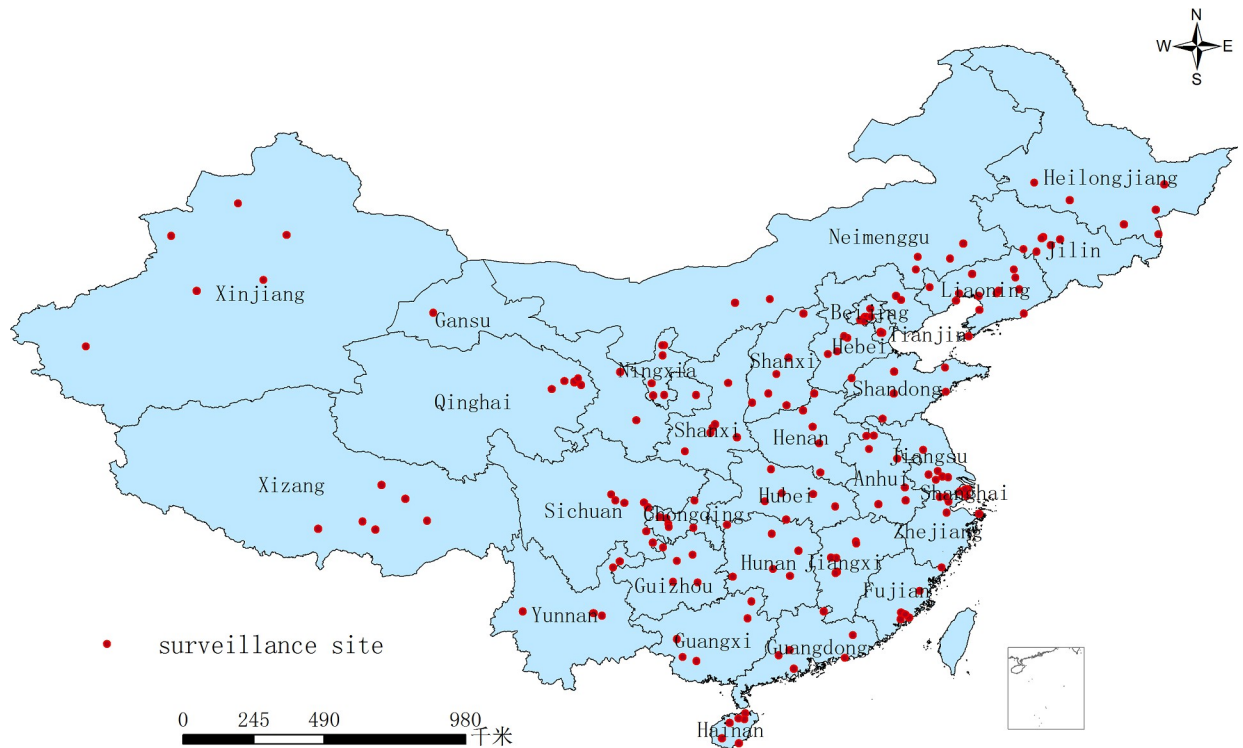 N
W E
S
Heilongjiang
Neimenggu
Jilin
Xinjiang
Liaoning
Gansu
Beijing
Tianjin
Hebei
Shanxi
Ningxia
Shandong
Qinghai
Shanxi
Henan
Jiangsu
Xizang
Anhui
Sichuan
Hubei
Shanghai
Chongqing
Zhejiang
Hunan
Jiangxi
Guizhou
Fujian
Yunnan
surveillance site
Guangxi
Guangdong
0 245 490 980
千米
Hainan